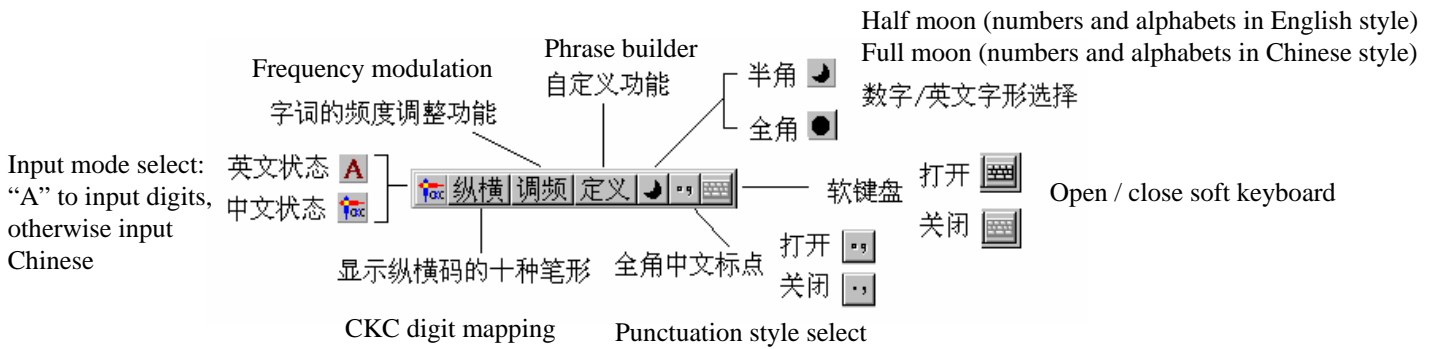 Half moon (numbers and alphabets in English style)
Full moon (numbers and alphabets in Chinese style)
数字/英文字形选择
半角
全角
Phrase builder
自定义功能
Frequency modulation
字词的频度调整功能
Input mode select:
“A” to input digits,
otherwise input
Chinese
英文状态 A
中文状态
纵横 调频 定义
软键盘
打开
关闭
Open / close soft keyboard
显示纵横码的十种笔形
CKC digit mapping
全角中文标点
打开
关闭
Punctuation style select